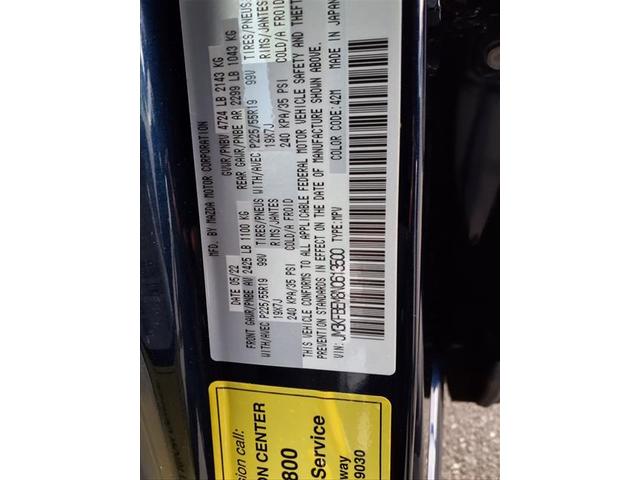 MFD. BY MAZDA MOTOR CORPORATION
DATE 05/22 GVWR/PNBV 4724 LB 2143 KG
FRONT GAWR/PNBE AV 2425 LB 1100 KG REAR GAWR/PNBE AR 2299 LB 1043 KG
WITH/AVEC P225/55R19 99V TIRES/PNEUS WITH/AVEC P225/55R19 99V TIRES/PNEUS
19X7J RIMS/JANTES 19X7J RIMS/JANTES
240 KPA/35 PSI COLD/A FROID 240 KPA/35 PSI COLD/A FROID
THIS VEHICLE CONFORMS TO ALL APPLICABLE FEDERAL MOTOR VEHICLE SAFETY AND THEFT
PREVENTION STANDARDS IN EFFECT ON THE DATE OF MANUFACTURE SHOWN ABOVE.
VIN: TYPE:MPV COLOR CODE:42M MADE IN JAPAN
sion call:
ON CENTER
800
Service
way
9030